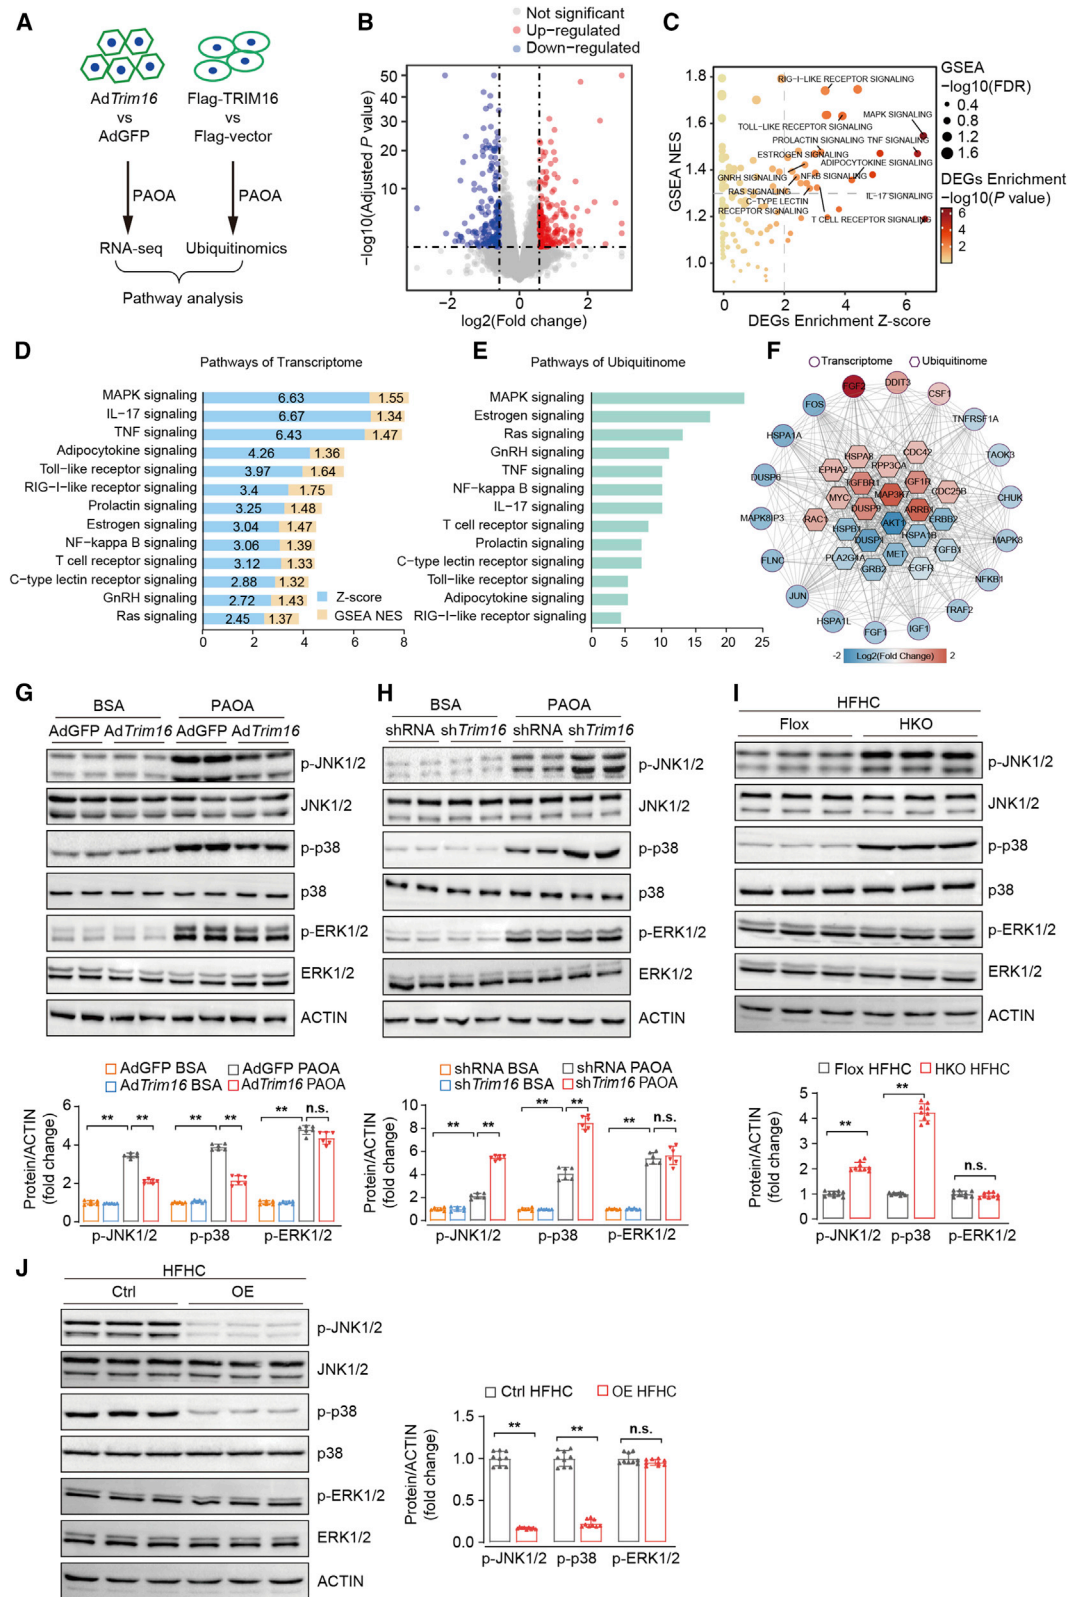 A
AdTrim16
vs
AdGFP
Flag-TRIM16
vs
Flag-vector
PAOA
PAOA
RNA-seq
Ubiquitinomics
Pathway analysis
B
Not significant
Up-regulated
Down-regulated
−log10(Adjusted P value)
50
30
20
10
−2
0
2
log2(Fold change)
C
GSEA NES
1.8
1.6
1.4
1.2
1.0
0
2
4
6
DEGs Enrichment Z-score
RIG-I-LIKE RECEPTOR SIGNALING
MAPK SIGNALING
TOLL-LIKE RECEPTOR SIGNALING
PROLACTIN SIGNALING
TNF SIGNALING
ESTROGEN SIGNALING
ADIPOCYTOKINE SIGNALING
GNRH SIGNALING
NFκB SIGNALING
RAS SIGNALING
IL-17 SIGNALING
C-TYPE LECTIN
RECEPTOR SIGNALING
T CELL RECEPTOR SIGNALING
GSEA
−log10(FDR)
0.4
0.8
1.2
1.6
DEGs Enrichment
−log10(P value)
6
4
2
D
Pathways of Transcriptome
MAPK signaling 6.63 1.55
IL−17 signaling 6.67 1.34
TNF signaling 6.43 1.47
Adipocytokine signaling 4.26 1.36
Toll−like receptor signaling 3.97 1.64
RIG−I−like receptor signaling 3.4 1.75
Prolactin signaling 3.25 1.48
Estrogen signaling 3.04 1.47
NF−kappa B signaling 3.06 1.39
T cell receptor signaling 3.12 1.33
C−type lectin receptor signaling 2.88 1.32
GnRH signaling 2.72 1.43
Ras signaling 2.45 1.37
Z-score
GSEA NES
0 2 4 6 8
E
Pathways of Ubiquitinome
MAPK signaling
Estrogen signaling
Ras signaling
GnRH signaling
TNF signaling
NF−kappa B signaling
IL−17 signaling
T cell receptor signaling
Prolactin signaling
C−type lectin receptor signaling
Toll−like receptor signaling
Adipocytokine signaling
RIG−I−like receptor signaling
0 5 10 15 20 25
F
Transcriptome
Ubiquitinome
FGF2
DDIT3
CSF1
FOS
TNFRSF1A
HSPA1A
TAOK3
DUSP6
CHUK
MAPK8IP3
MAPK8
FLNC
NFKB1
JUN
TRAF2
HSPA1L
FGF1
IGF1
HSPA8
CDC42
EPHA2
PPP3CA
TGFBR1
IGF1R
MYC
MAP3K7
CDC25B
DUSP9
ARRB1
RAC1
HSPB1
AKT1
ERBB2
DUSP1
HSPA1B
PLA2G4A
MET
TGFB1
GRB2
EGFR
-2 Log2(Fold Change) 2
G
BSA
PAOA
AdGFP AdTrim16 AdGFP AdTrim16
p-JNK1/2
JNK1/2
p-p38
p38
p-ERK1/2
ERK1/2
ACTIN
AdGFP BSA
AdGFP PAOA
AdTrim16 BSA
AdTrim16 PAOA
Protein/ACTIN
(fold change)
6
4
2
0
** ** ** ** ** n.s.
p-JNK1/2 p-p38 p-ERK1/2
H
BSA
PAOA
shRNA shTrim16 shRNA shTrim16
p-JNK1/2
JNK1/2
p-p38
p38
p-ERK1/2
ERK1/2
ACTIN
shRNA BSA
shRNA PAOA
shTrim16 BSA
shTrim16 PAOA
Protein/ACTIN
(fold change)
10
8
6
4
2
0
** ** ** ** ** n.s.
p-JNK1/2 p-p38 p-ERK1/2
I
HFHC
Flox HKO
p-JNK1/2
JNK1/2
p-p38
p38
p-ERK1/2
ERK1/2
ACTIN
Flox HFHC
HKO HFHC
Protein/ACTIN
(fold change)
5
4
3
2
1
0
** ** n.s.
p-JNK1/2 p-p38 p-ERK1/2
J
HFHC
Ctrl OE
p-JNK1/2
JNK1/2
p-p38
p38
p-ERK1/2
ERK1/2
ACTIN
Ctrl HFHC
OE HFHC
Protein/ACTIN
(fold change)
1.5
1.0
0.5
0.0
** ** n.s.
p-JNK1/2 p-p38 p-ERK1/2